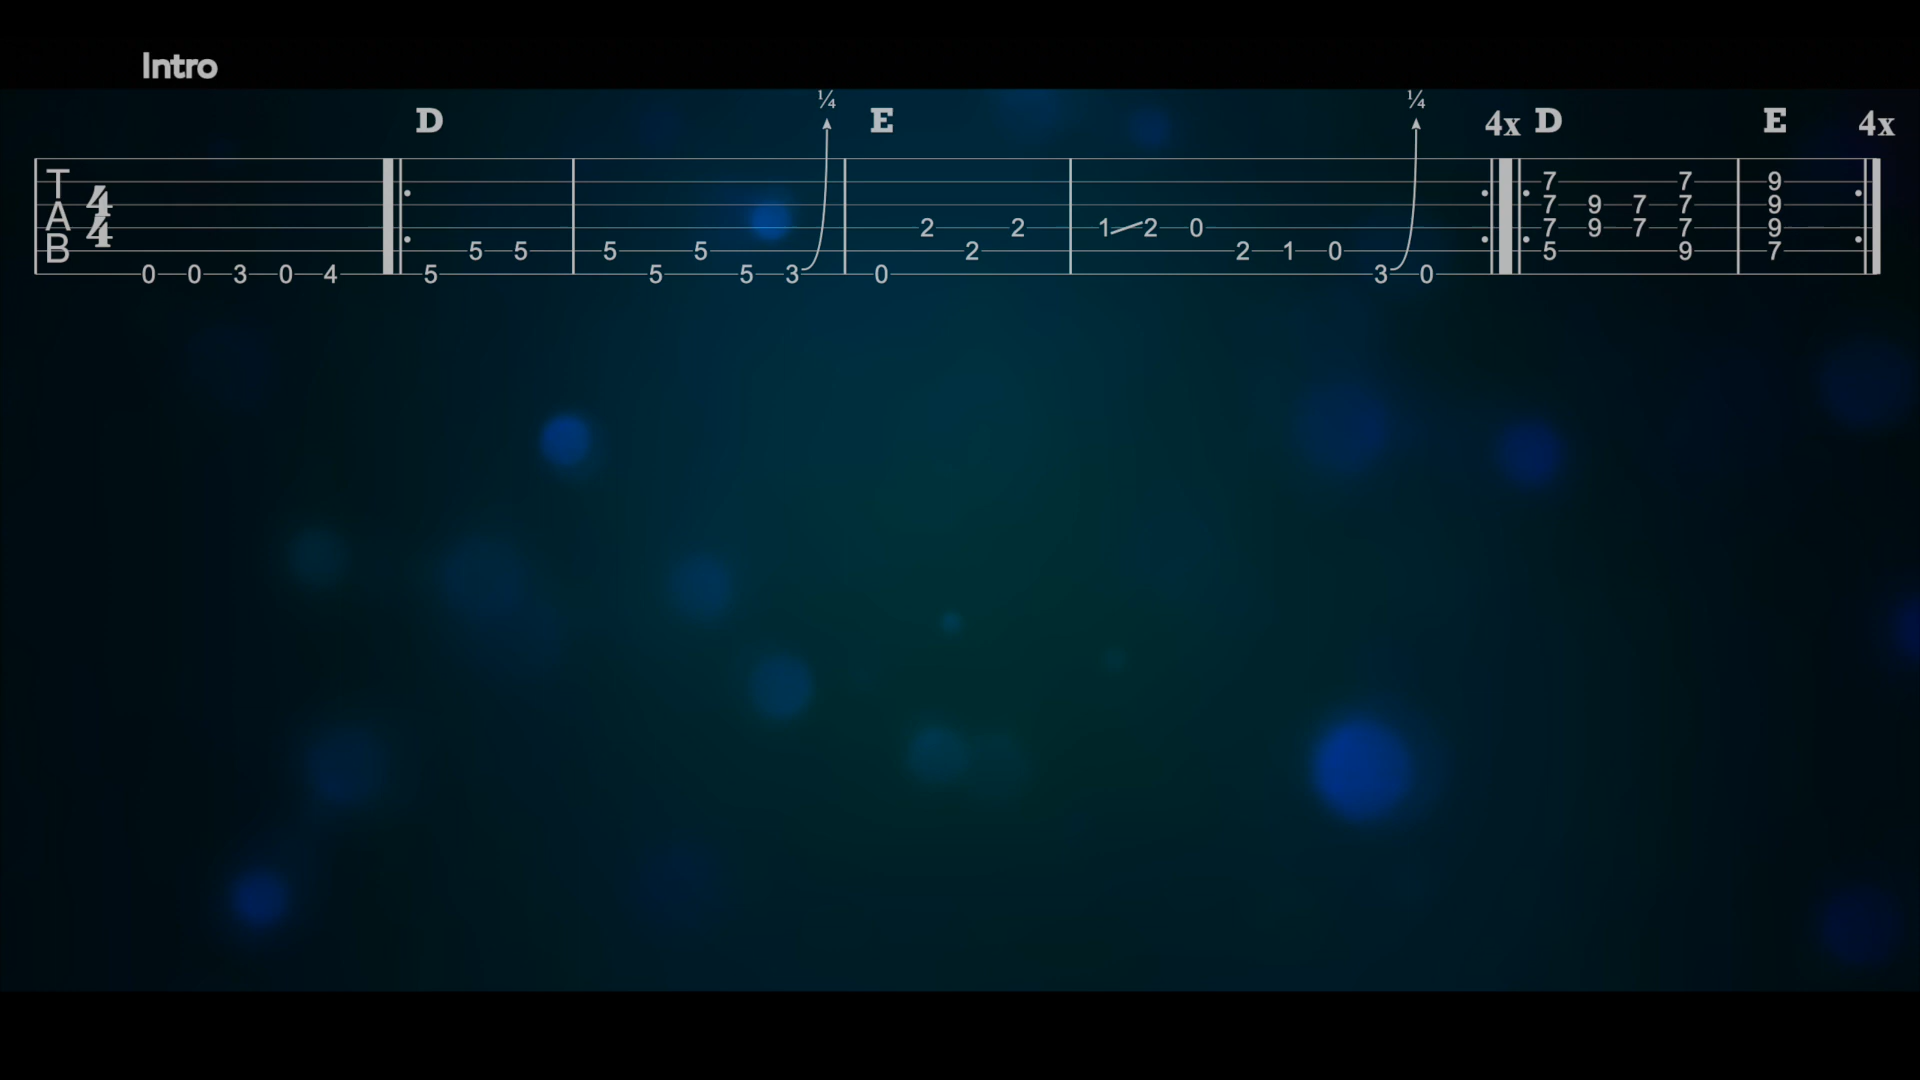 Intro
D ¼ E ¼ 4x D E 4x
T 7 7 9
A 4 7 9 7 7 9
B 4 2 2 1 2 0 7 9 7 7 9
5 5 5 5 2 2 1 0 5 9 7
0 0 3 0 4 5 5 5 3 0 3 0